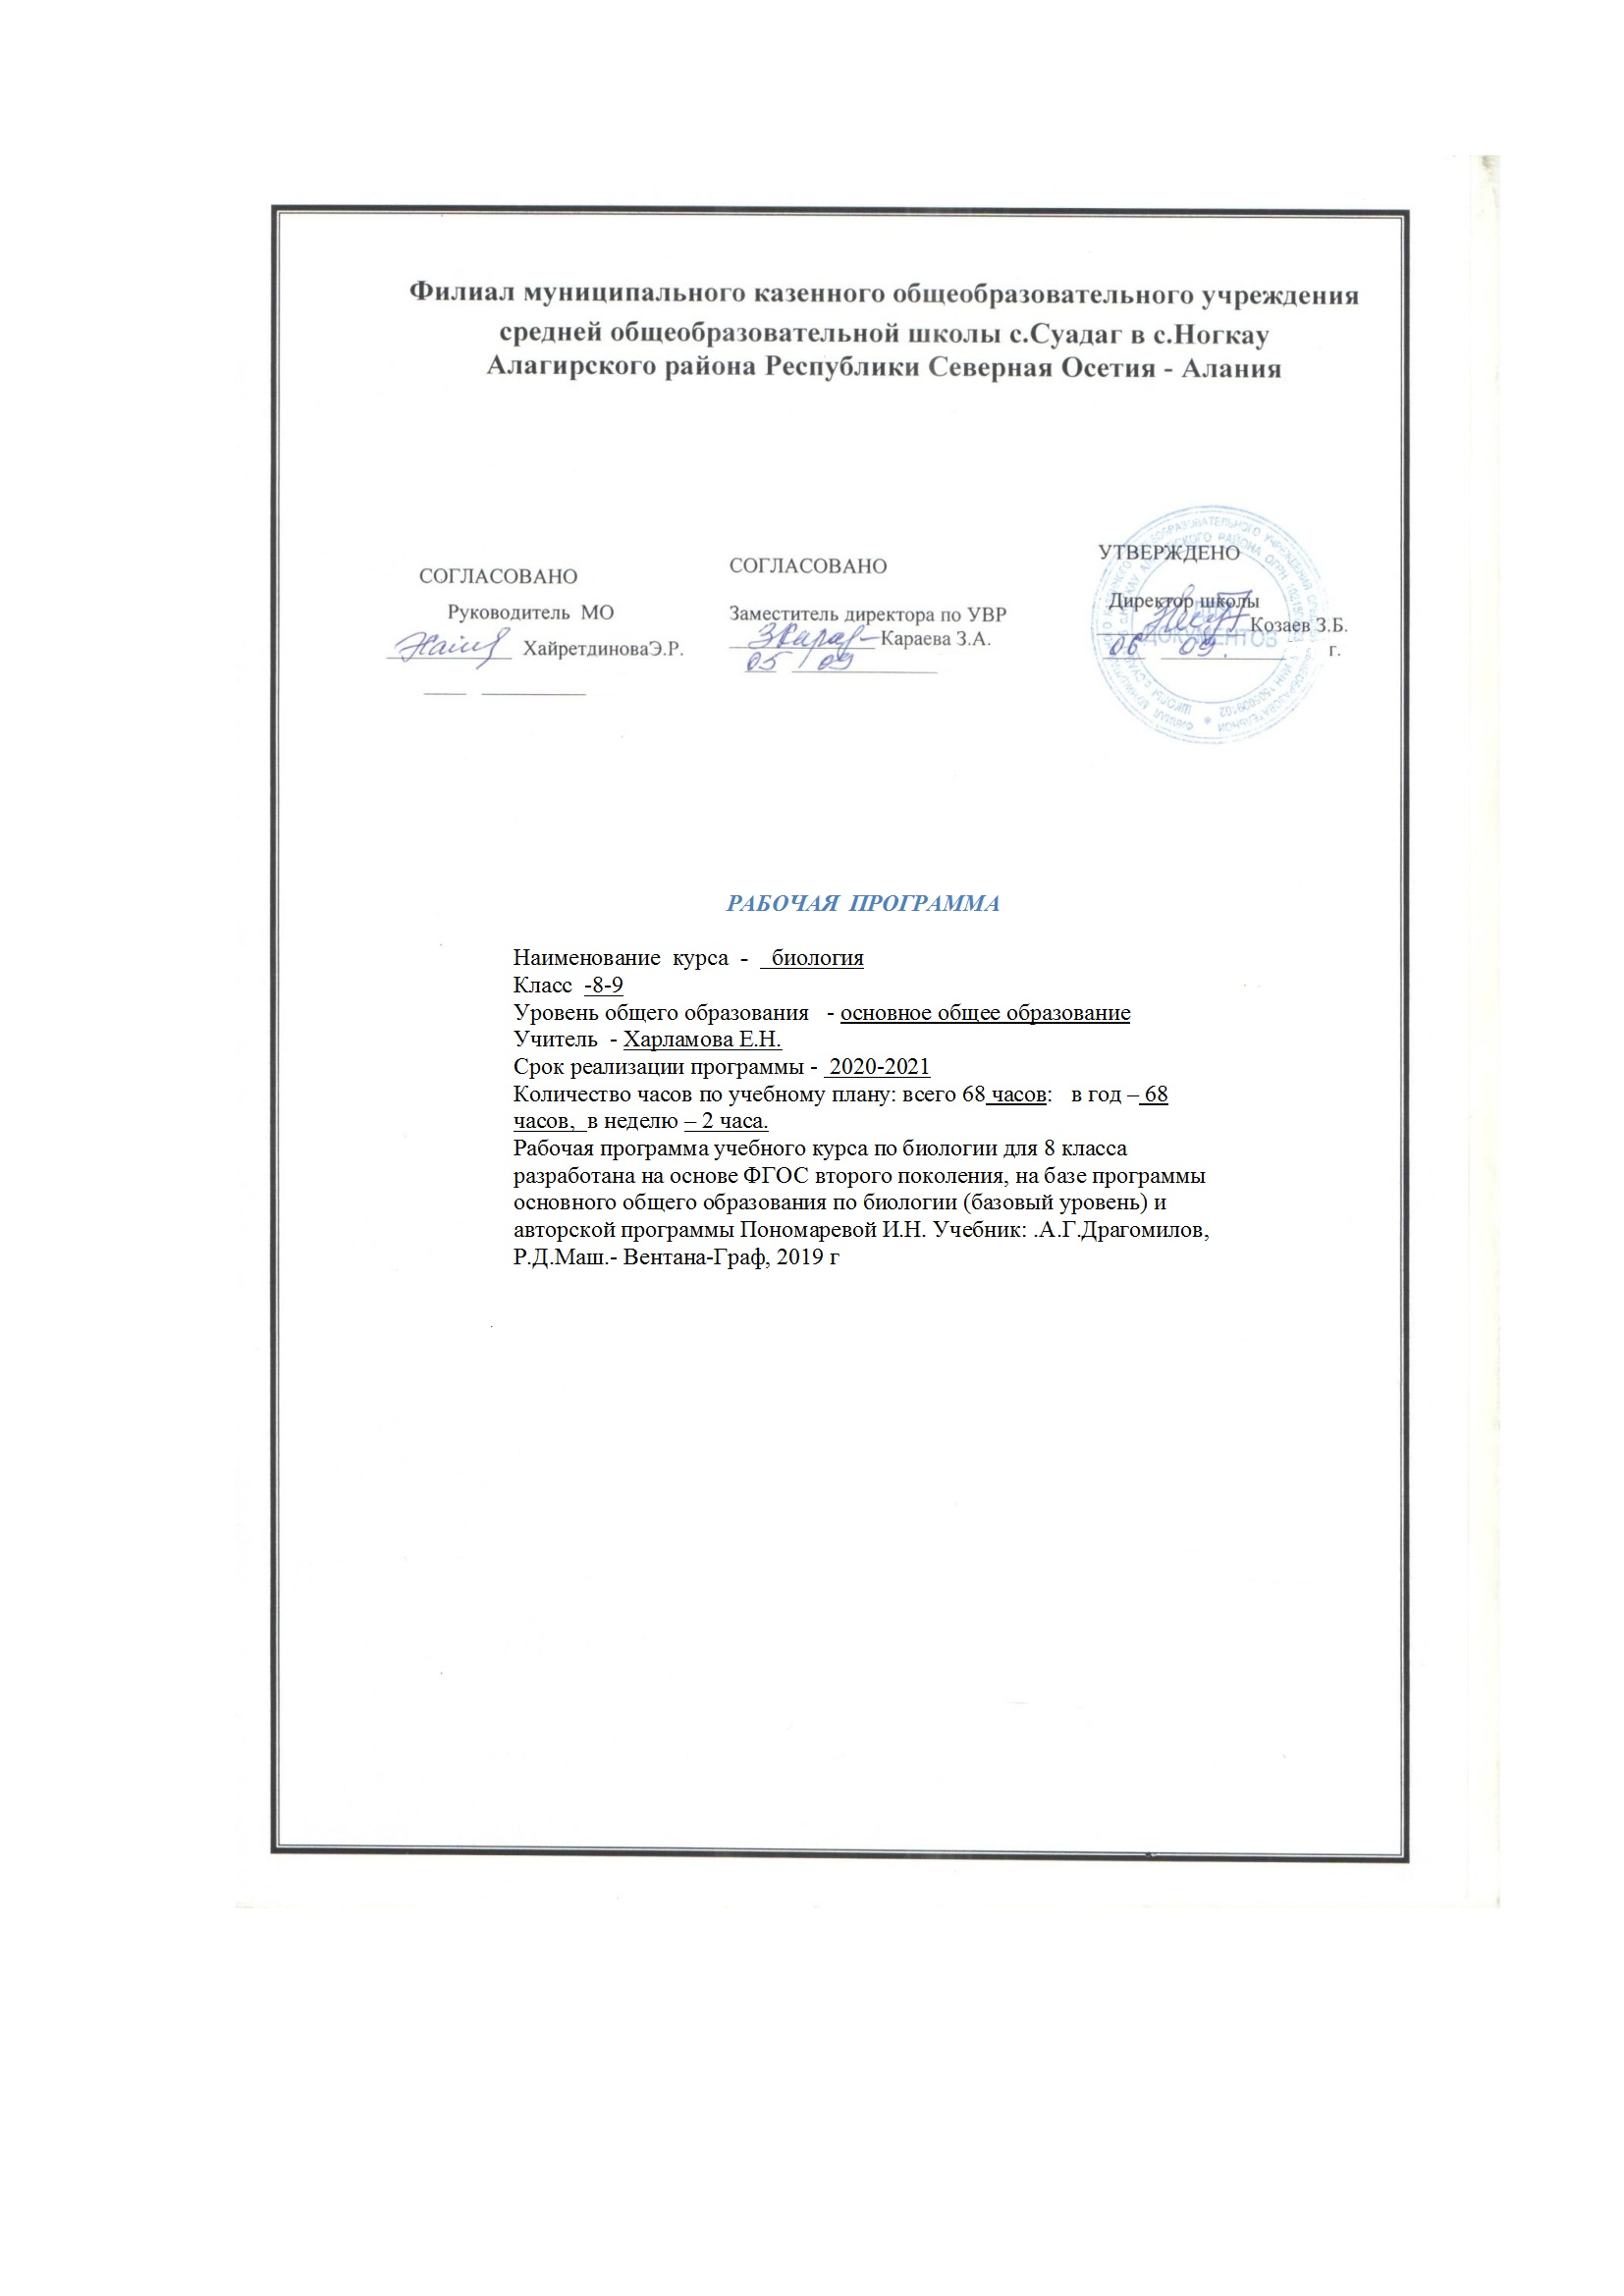 Филиал муниципального казенного общеобразовательного учреждения
средней общеобразовательной школы с.Суадаг в с.Ногкау
Алагирского района Республики Северная Осетия - Алания
СОГЛАСОВАНО
Руководитель МО
ХайретдиноваЭ.Р.
СОГЛАСОВАНО
Заместитель директора по УВР
Караева З.А.
05 09
УТВЕРЖДЕНО
Директор школы
Козаев З.Б.
06 09. г.
ДОКУМЕНТОВ
РАБОЧАЯ ПРОГРАММА
Наименование курса - биология
Класс -8-9
Уровень общего образования - основное общее образование
Учитель - Харламова Е.Н.
Срок реализации программы - 2020-2021
Количество часов по учебному плану: всего 68 часов: в год – 68
часов, в неделю – 2 часа.
Рабочая программа учебного курса по биологии для 8 класса
разработана на основе ФГОС второго поколения, на базе программы
основного общего образования по биологии (базовый уровень) и
авторской программы Пономаревой И.Н. Учебник: .А.Г.Драгомилов,
Р.Д.Маш.- Вентана-Граф, 2019 г